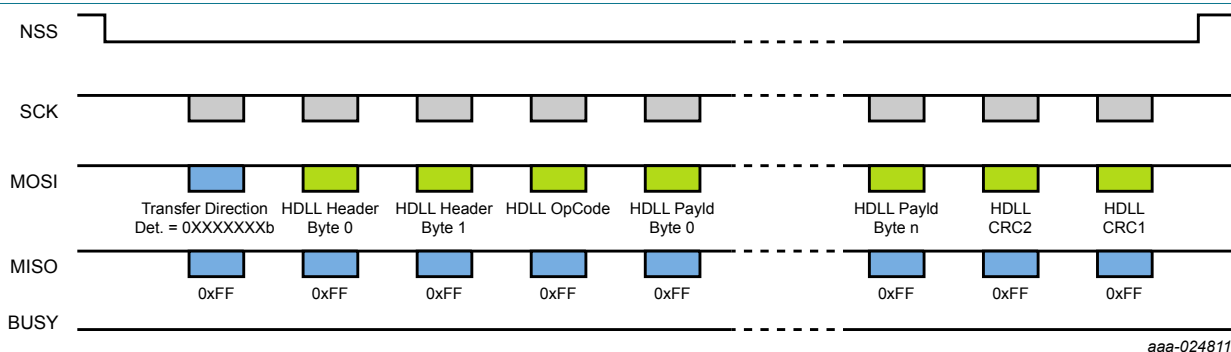 NSS
SCK
MOSI
Transfer Direction
Det. = 0XXXXXXXb
HDLL Header
Byte 0
HDLL Header
Byte 1
HDLL OpCode
HDLL Payld
Byte 0
HDLL Payld
Byte n
HDLL
CRC2
HDLL
CRC1
MISO
0xFF
0xFF
0xFF
0xFF
0xFF
0xFF
0xFF
0xFF
BUSY
aaa-024811